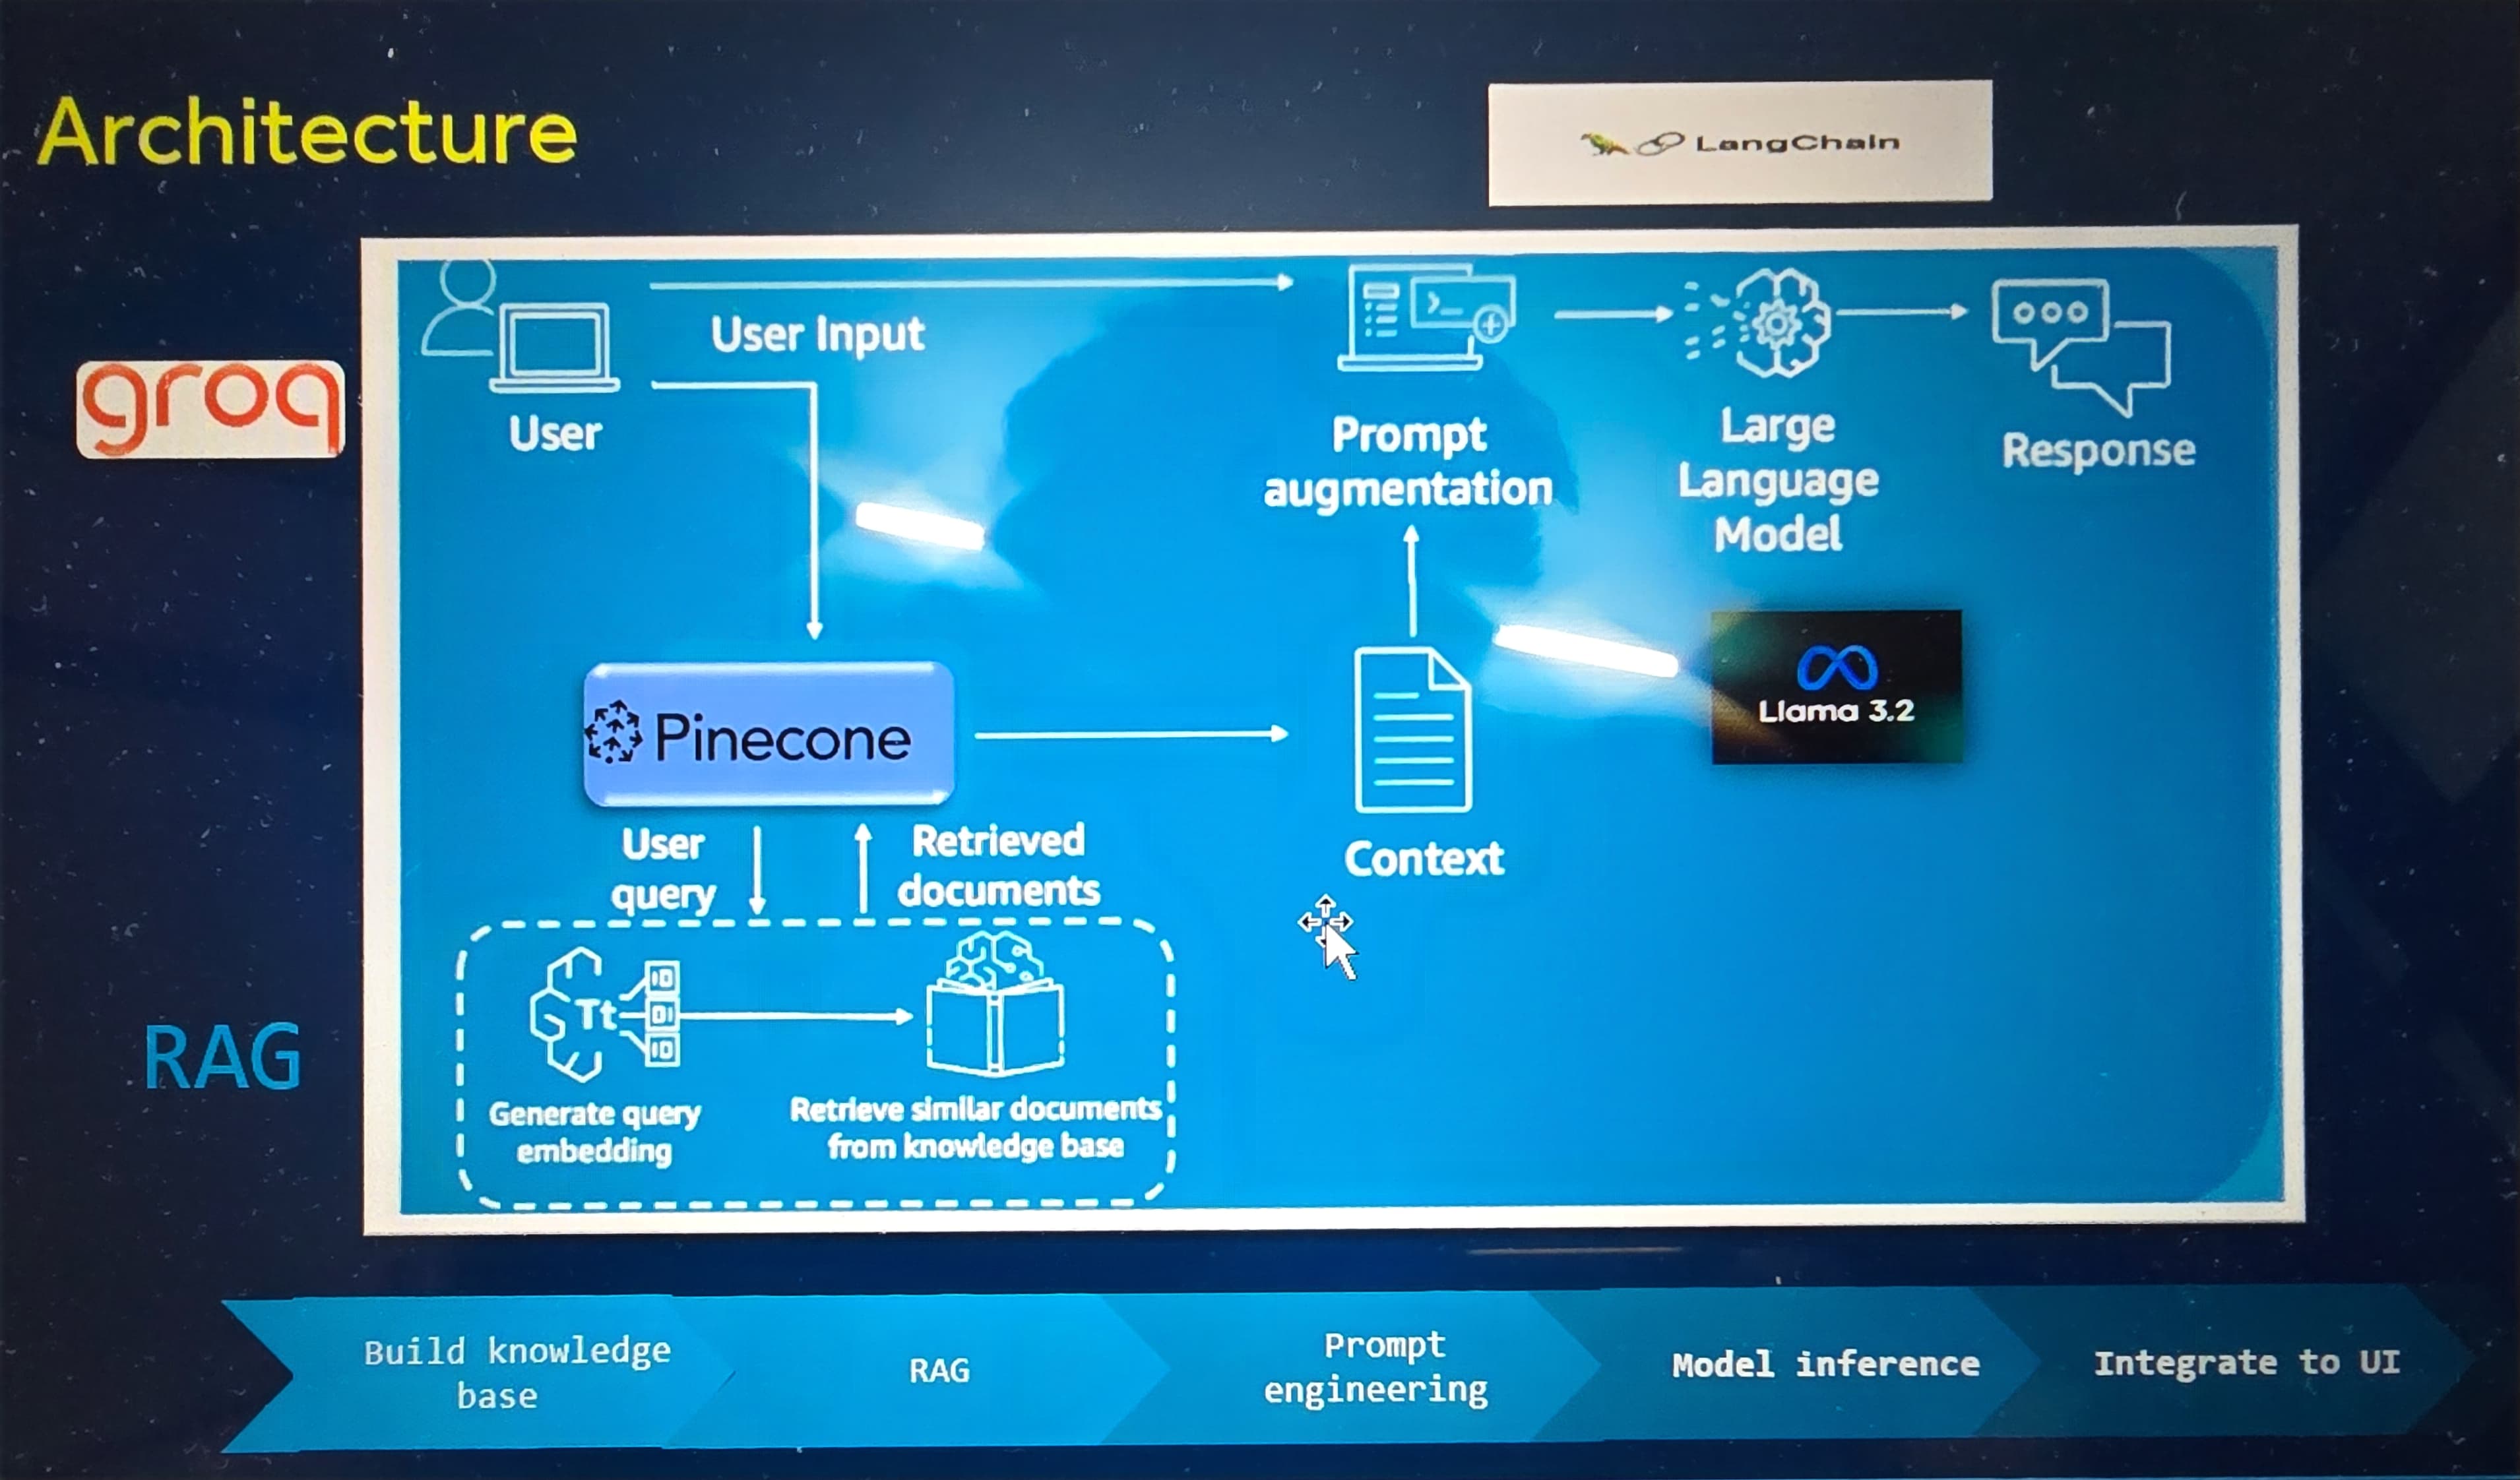 Architecture
LangChain
groq
User Input
User
Prompt
augmentation
Large
Language
Model
Response
Pinecone
Llama 3.2
User
query
Retrieved
documents
Context
Tt
Generate query
embedding
Retrieve similar documents
from knowledge base
RAG
Build knowledge
base
RAG
Prompt
engineering
Model inference
Integrate to UI